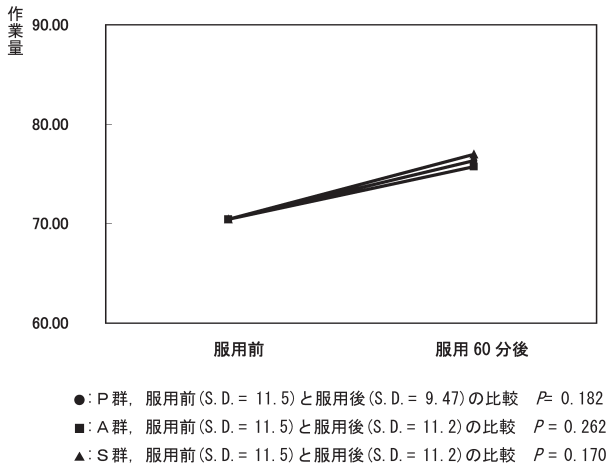 作業量
90.00
80.00
70.00
60.00
服用前
服用 60 分後
●:P群, 服用前(S.D.= 11.5)と服用後(S.D.= 9.47)の比較 P= 0.182
■:A群, 服用前(S.D.= 11.5)と服用後(S.D.= 11.2)の比較 P = 0.262
▲:S群, 服用前(S.D.= 11.5)と服用後(S.D.= 11.2)の比較 P = 0.170